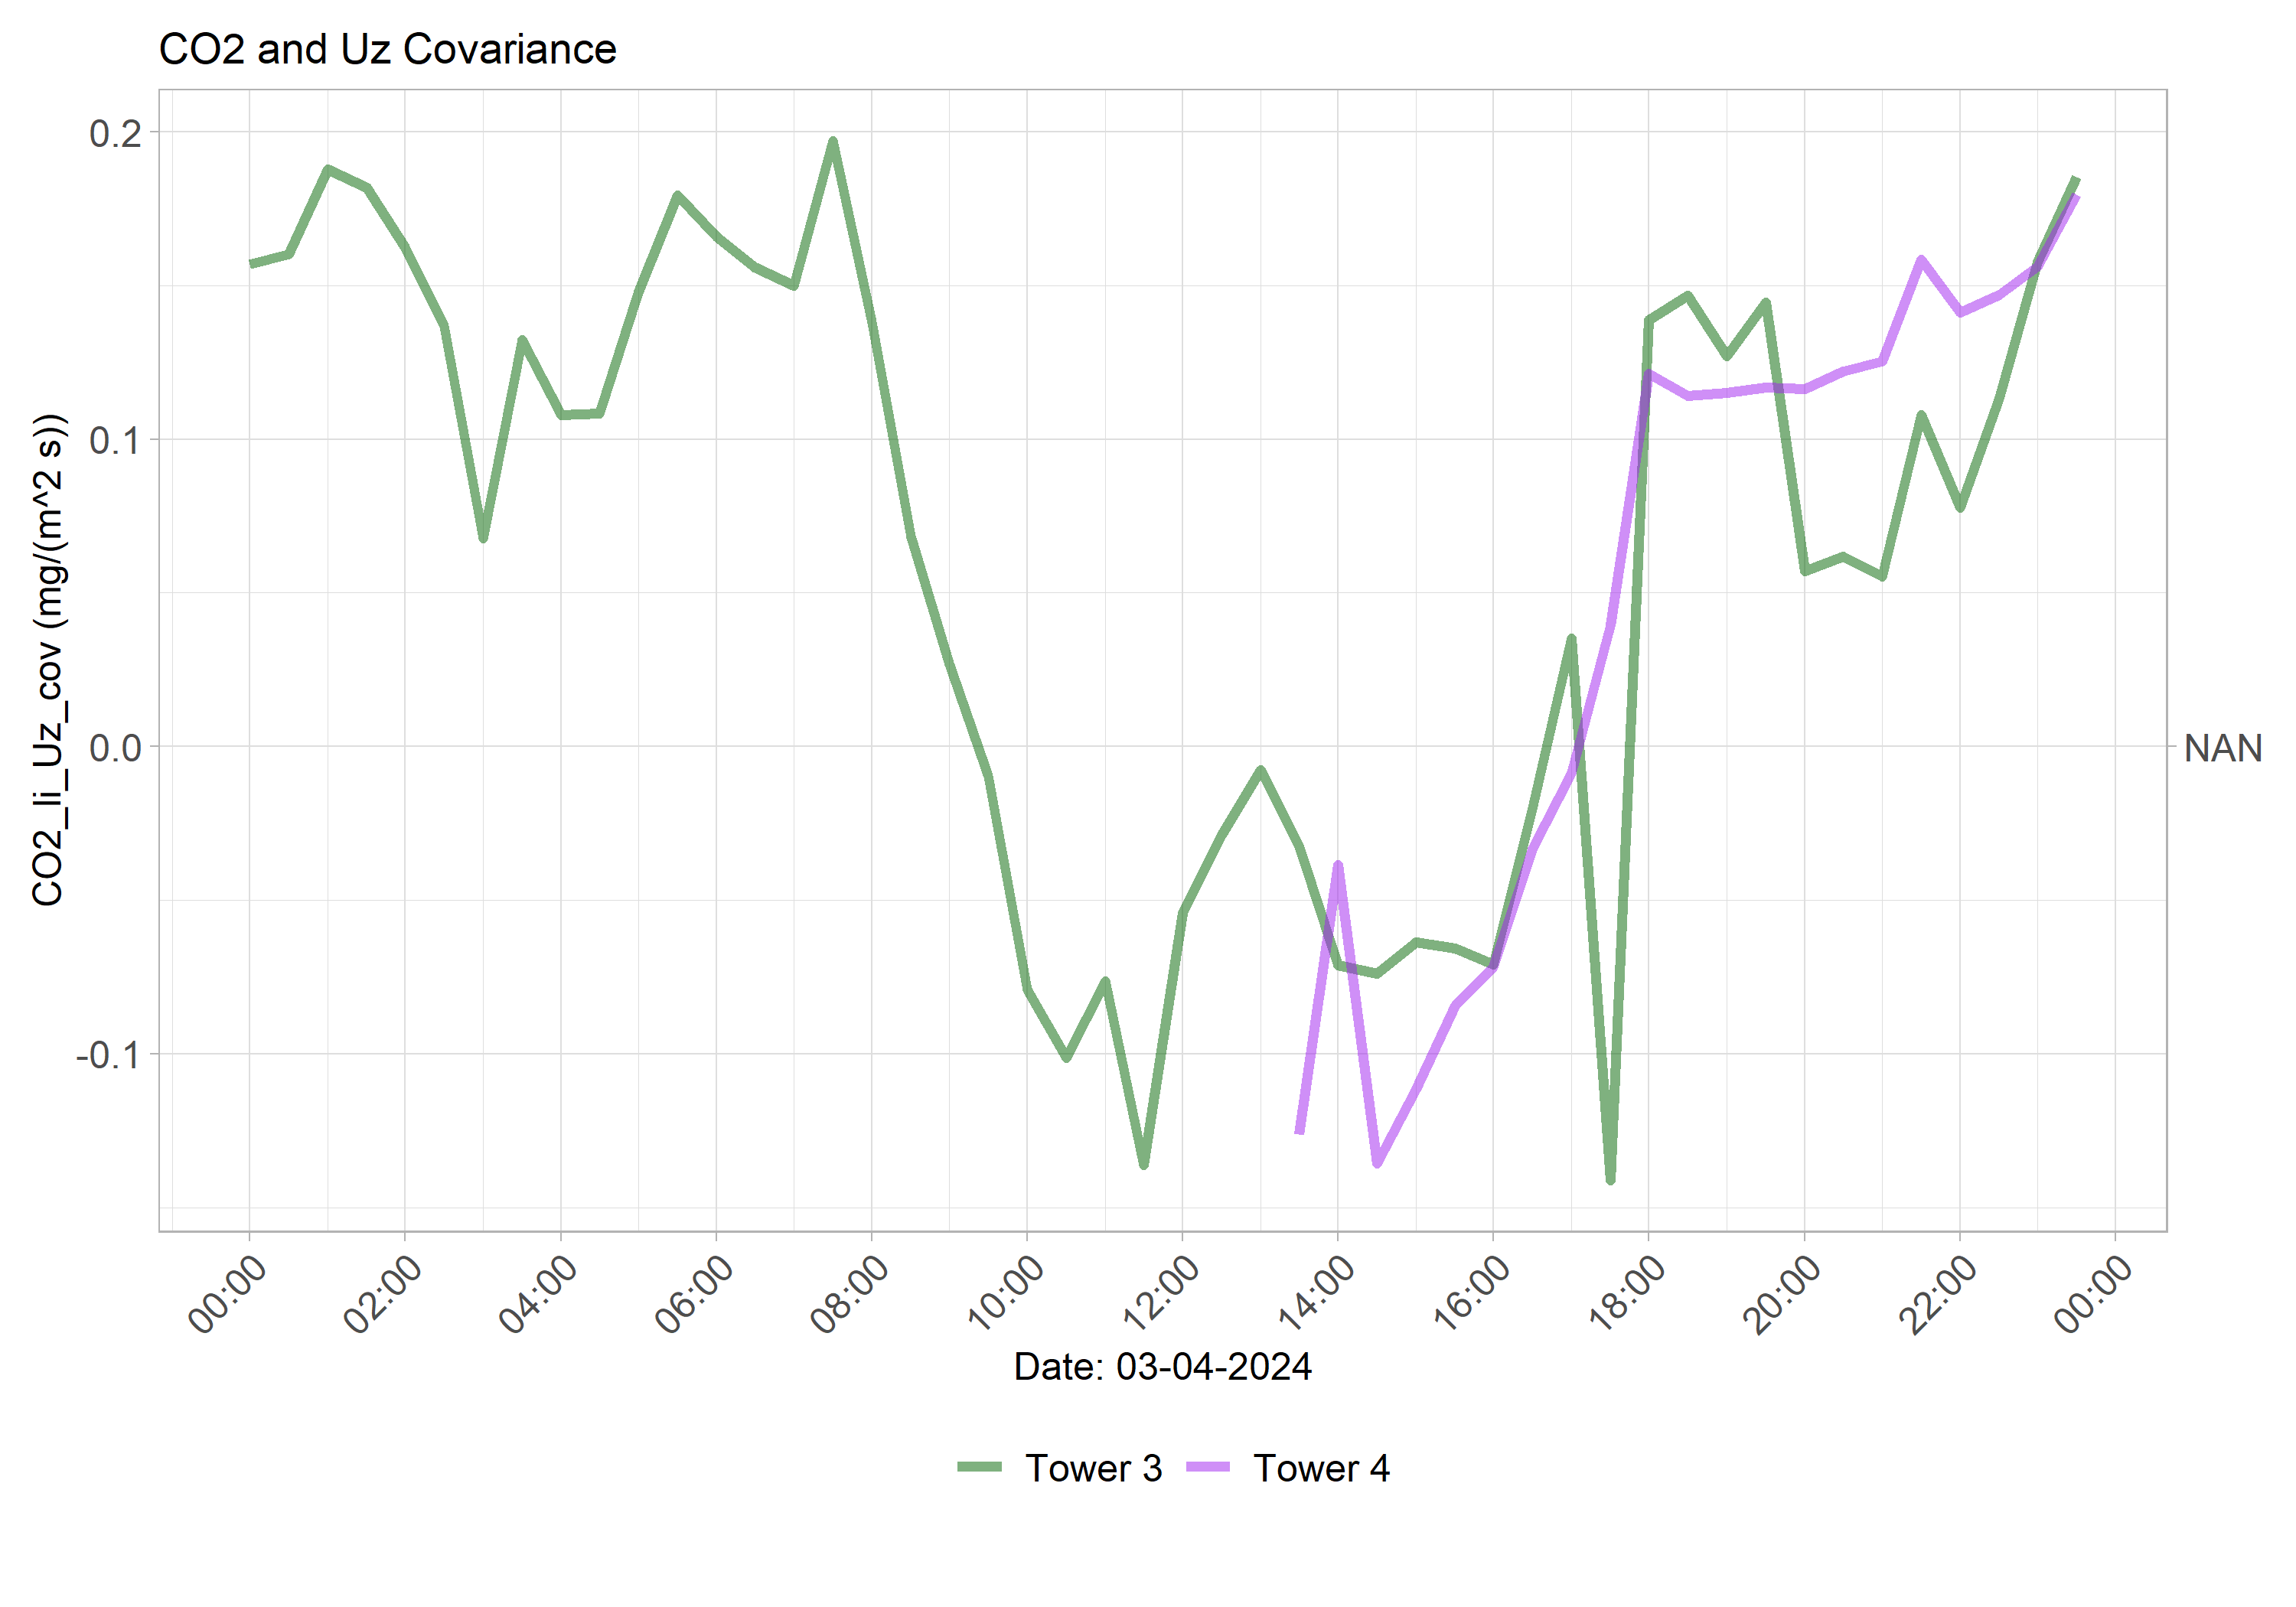 CO2 and Uz Covariance
CO2_li_Uz_cov (mg/(m^2 s))
0.2
0.1
0.0
-0.1
NAN
00:00
02:00
04:00
06:00
08:00
10:00
12:00
14:00
16:00
18:00
20:00
22:00
00:00
Date: 03-04-2024
Tower 3
Tower 4